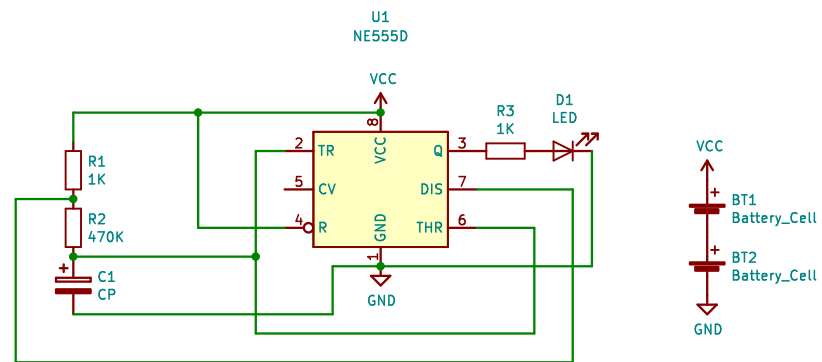 U1
NE555D
VCC
8
VCC
2
TR
5
CV
4
R
Q
3
DIS
7
THR
6
GND
1
GND
R1
1K
R2
470K
+
C1
CP
R3
1K
D1
LED
VCC
+
BT1
Battery_Cell
+
BT2
Battery_Cell
GND